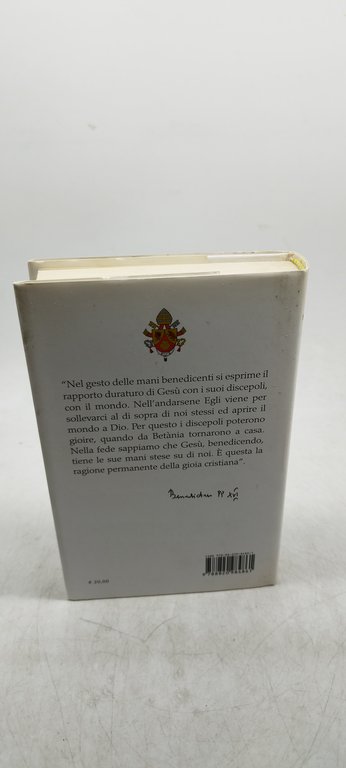 “Nel gesto delle mani benedicenti si esprime il
rapporto duraturo di Gesù con i suoi discepoli,
con il mondo. Nell’andarsene Egli viene per
sollevarci al di sopra di noi stessi ed aprire il
mondo a Dio. Per questo i discepoli poterono
gioire, quando da Betània tornarono a casa.
Nella fede sappiamo che Gesù, benedicendo,
tiene le sue mani stese su di noi. È questa la
ragione permanente della gioia cristiana”.
Benedictus PP XVI